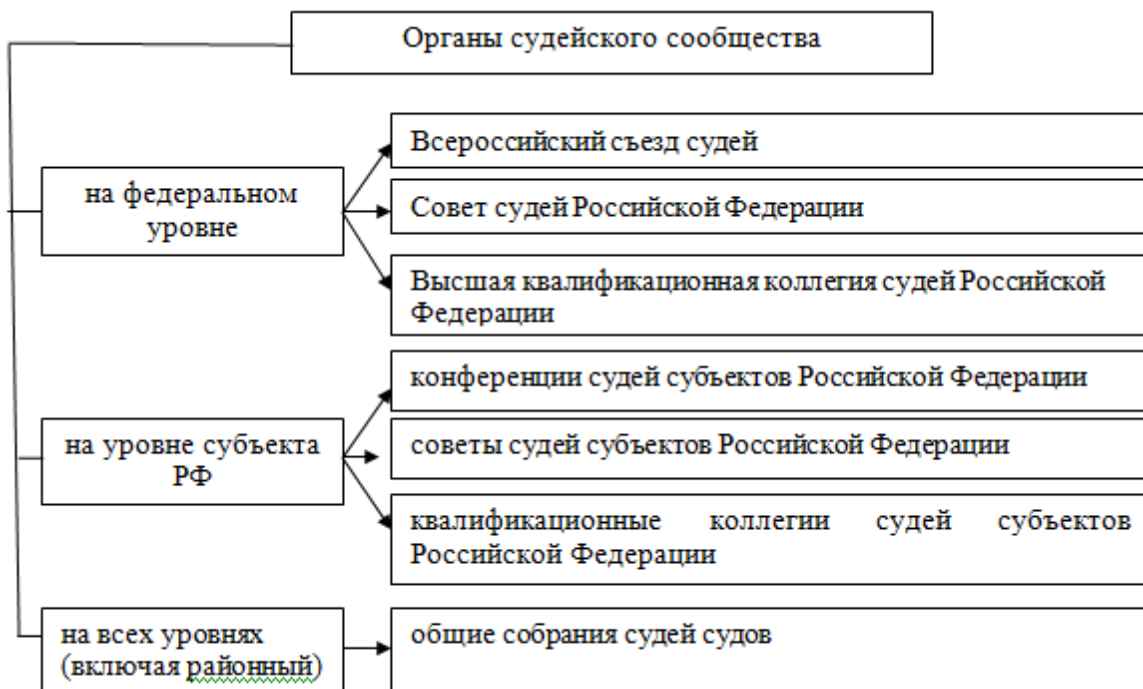 Органы судейского сообщества
на федеральном
уровне
Всероссийский съезд судей
Совет судей Российской Федерации
Высшая квалификационная коллегия судей Российской
Федерации
на уровне субъекта
РФ
конференции судей субъектов Российской Федерации
советы судей субъектов Российской Федерации
квалификационные коллегии судей субъектов
Российской Федерации
на всех уровнях
(включая районный)
общие собрания судей судов